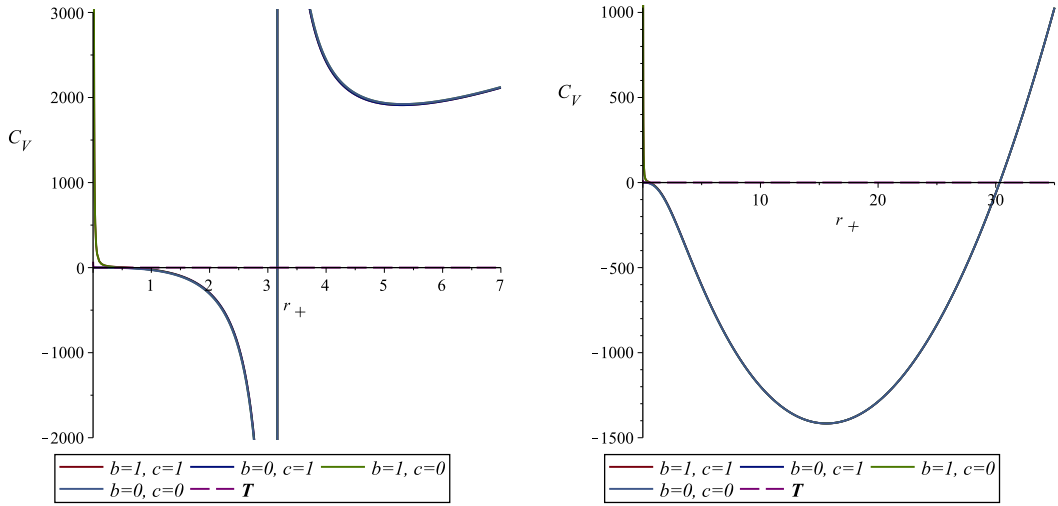 3000
2000
C_V
1000
0
1 2 3 4 5 6 7
r_+
-1000
-2000
b=1, c=1 b=0, c=1 b=1, c=0
b=0, c=0 T
1000
C_V
500
0
10 20 30
r_+
-500
-1000
-1500
b=1, c=1 b=0, c=1 b=1, c=0
b=0, c=0 T